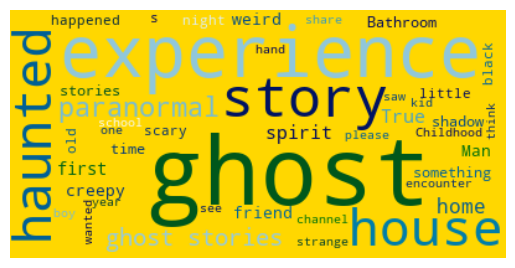 happened s night weird share Bathroom
experience
hand
black
haunted
stories
paranormal
story
saw kid little
True
school
one scary
spirit
please
Childhood
shadow
think
old
time
first
ghost
Man
something
encounter
creepy
year
home
boy
wanted
see friend
channel
house
ghost stories
strange